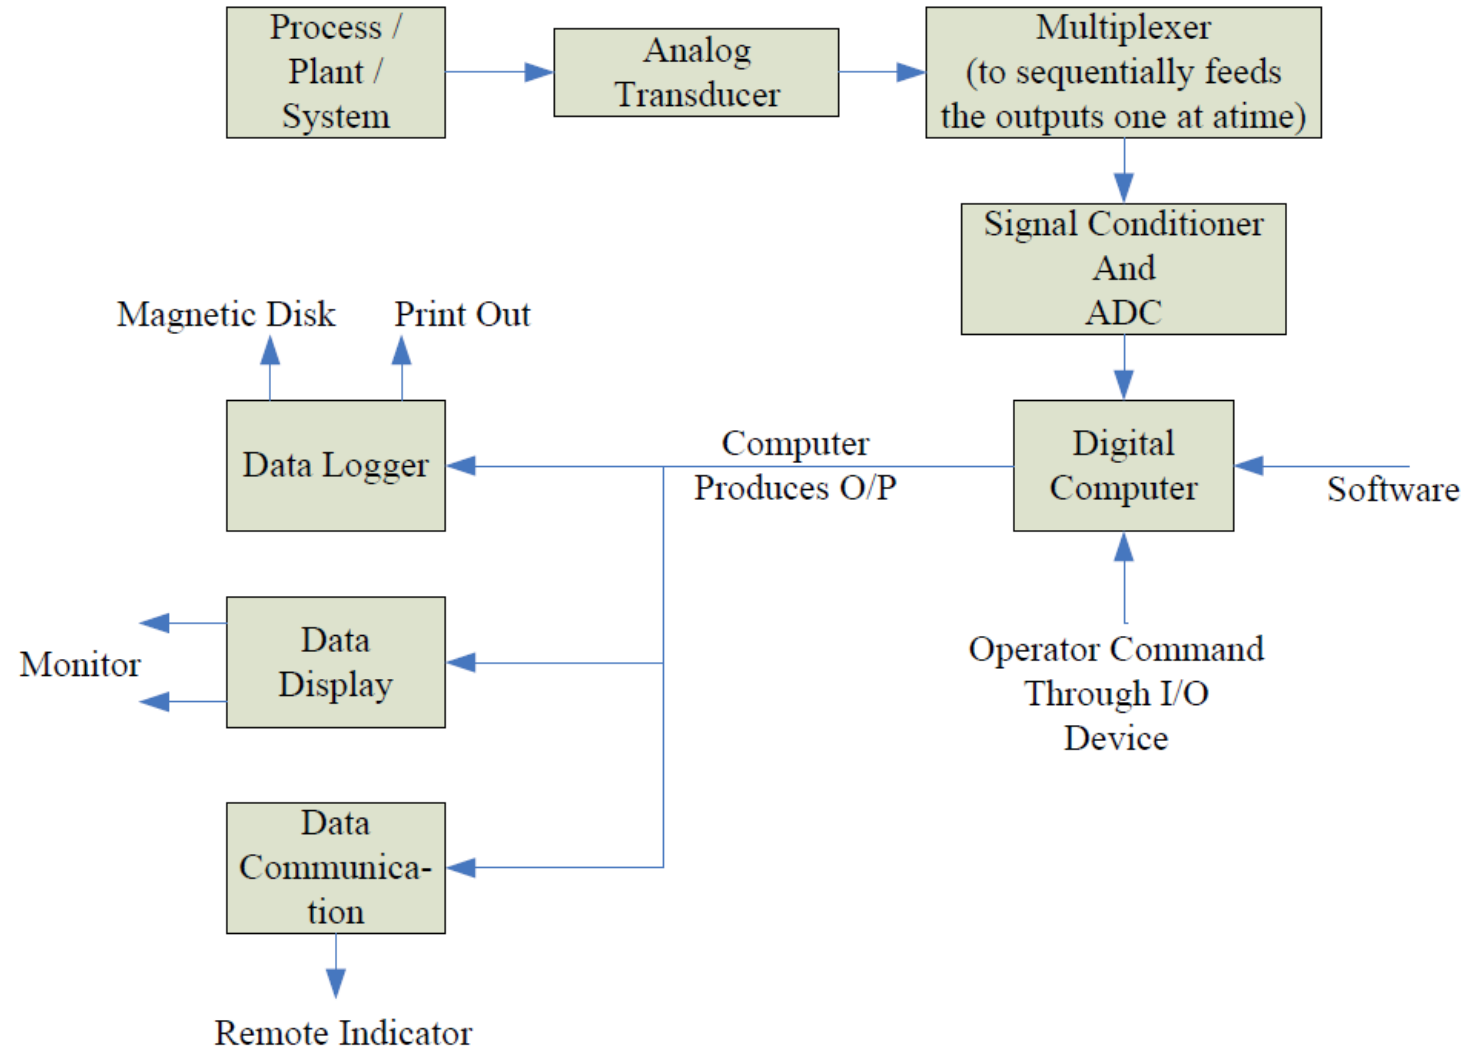 Process /
Plant /
System
Analog
Transducer
Multiplexer
(to sequentially feeds
the outputs one at atime)
Signal Conditioner
And
ADC
Magnetic Disk
Print Out
Data Logger
Computer
Produces O/P
Digital
Computer
Software
Monitor
Data
Display
Operator Command
Through I/O
Device
Data
Communica-
tion
Remote Indicator